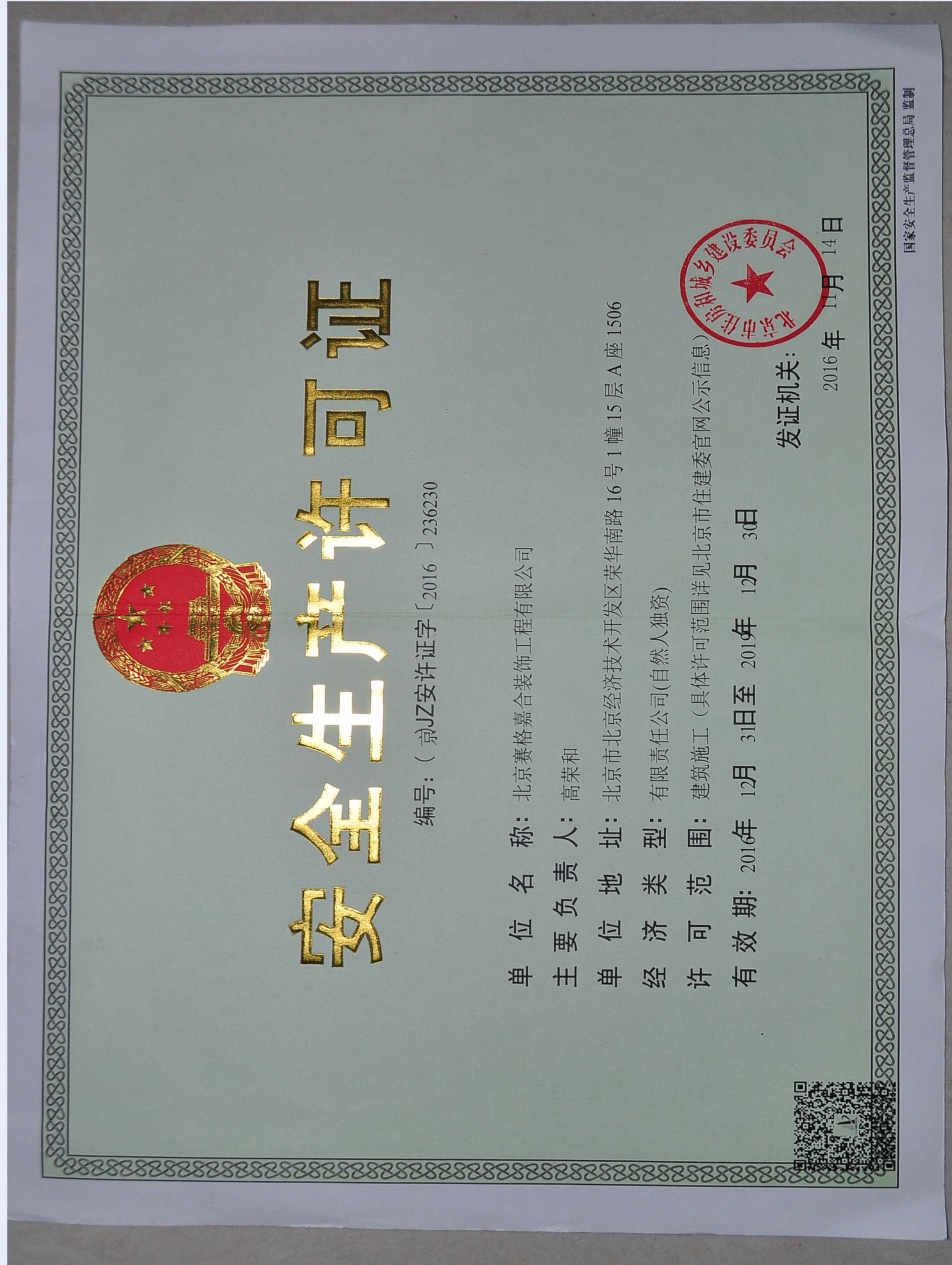 安全生产许可证
编号：（京）JZ安许证字〔2016〕236230
单位名称：北京赛格嘉合装饰工程有限公司
主要负责人：高荣和
单位地址：北京市北京经济技术开发区荣华南路16号1幢15层A座1506
经济类型：有限责任公司(自然人独资)
许可范围：建筑施工（具体许可范围详见北京市住建委官网公示信息）
有效期：2016年 12月 31日至 2019年 12月 30日
发证机关：
北京市住房和城乡建设委员会
2016 年 11月 14 日
国家安全生产监督管理总局 监制